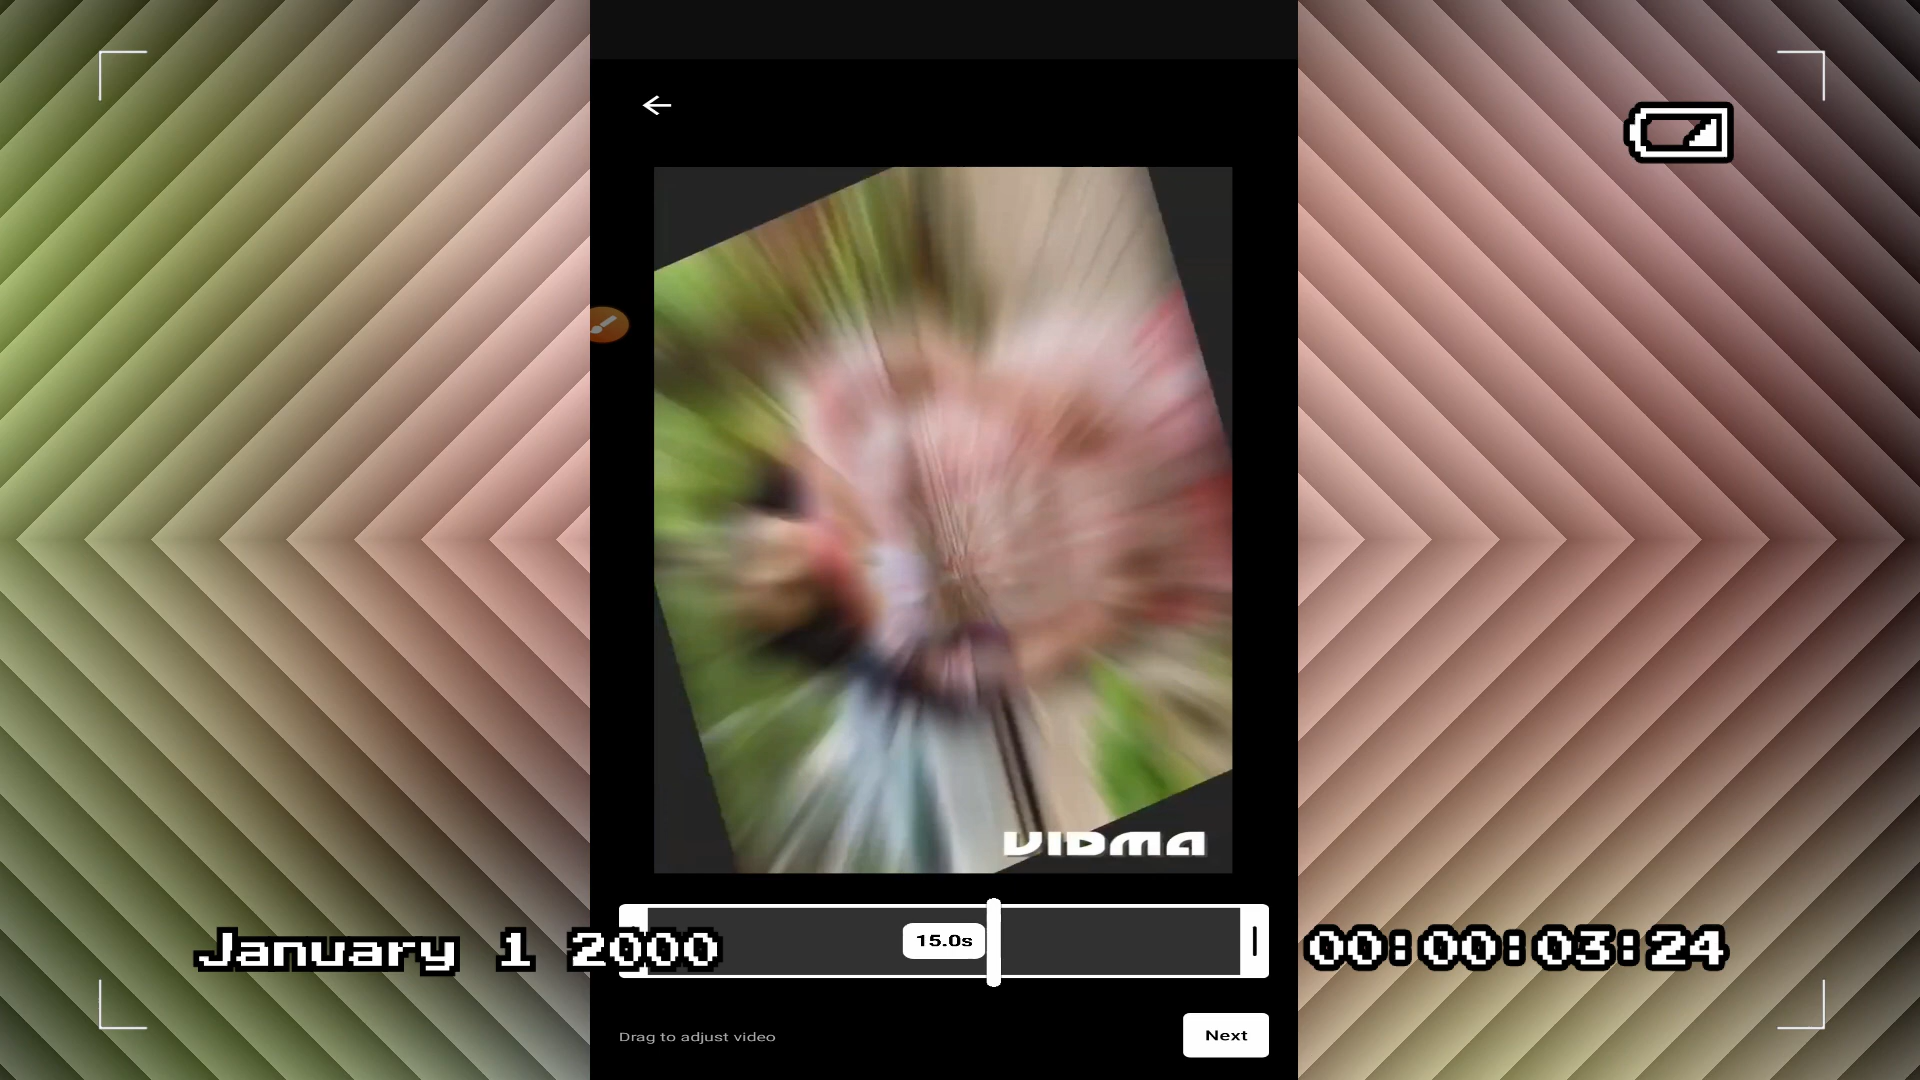 VIDMA
15.0s
January 1 2000
00:00:03:24
Drag to adjust video
Next